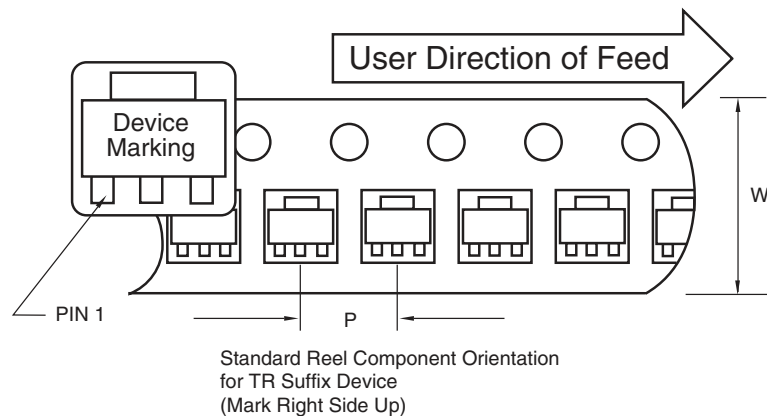 User Direction of Feed
Device
Marking
W
PIN 1
P
Standard Reel Component Orientation
for TR Suffix Device
(Mark Right Side Up)